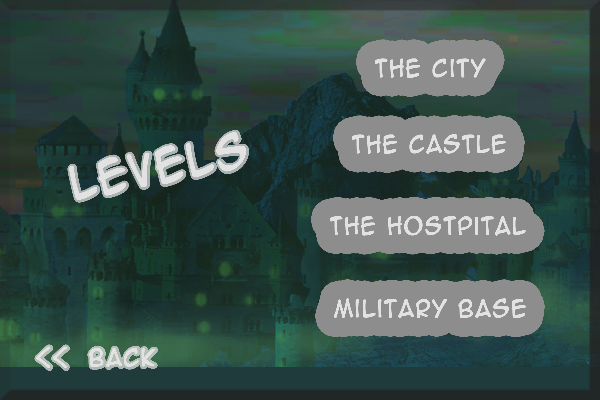 THE CITY
THE CASTLE
LEVELS
THE HOSTPITAL
MILITARY BASE
<< BACK